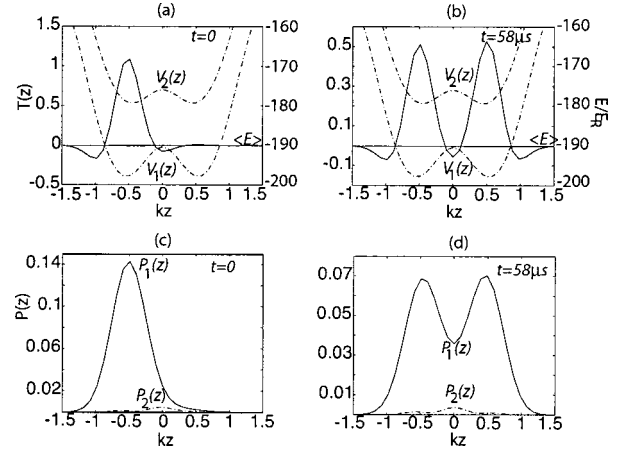 (a)
t=0
T(z)
1.5
1
0.5
0
-0.5
-160
-170
-180
-190
-200
V2(z)
<E>
V1(z)
-1.5 -1 -0.5 0 0.5 1 1.5
kz
(b)
t=58μs
0.5
0.3
0.1
-0.1
-160
-170
-180
-190
-200
E/ER
V2(z)
<E>
V1(z)
-1.5 -1 -0.5 0 0.5 1 1.5
kz
(c)
P1(z)
t=0
P(z)
0.14
0.1
0.06
0.02
P2(z)
-1.5 -1 -0.5 0 0.5 1 1.5
kz
(d)
t=58μs
0.07
0.05
0.03
0.01
P1(z)
P2(z)
-1.5 -1 -0.5 0 0.5 1 1.5
kz